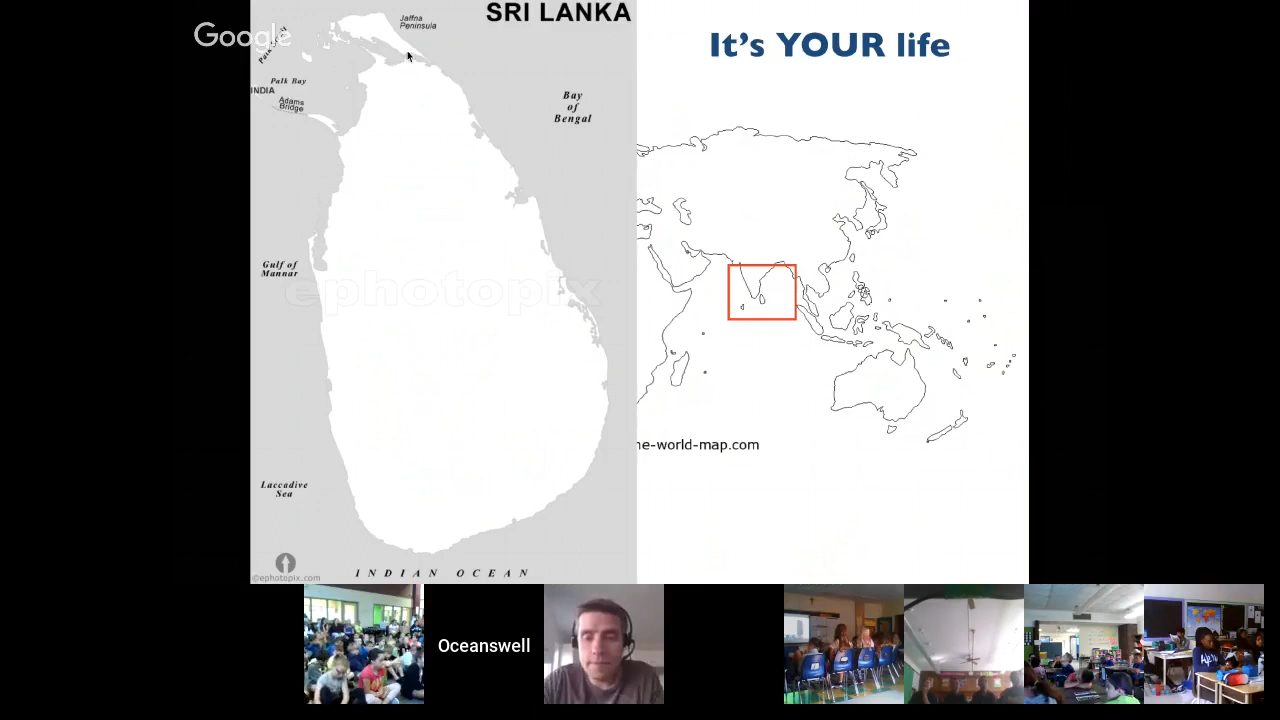 Google
SRI LANKA
Jaffna
Peninsula
Palk Bay
INDIA
Adams
Bridge
Bay
of
Bengal
Gulf of
Mannar
ephotopix
Laccadive
Sea
©ephotopix.com
INDIAN OCEAN
It's YOUR life
he-world-map.com
Oceanswell